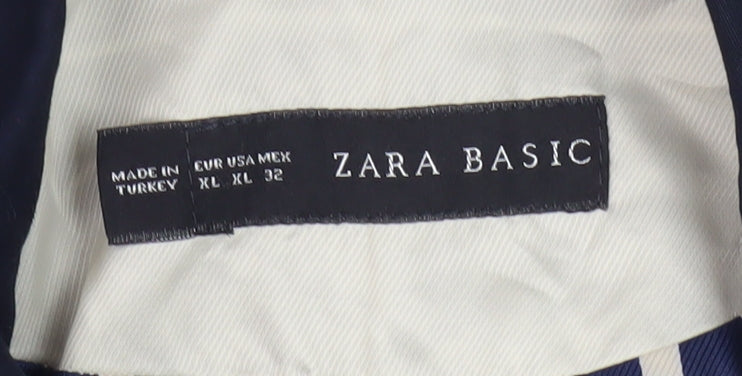 MADE IN
TURKEY
EUR USA MEX
XL XL 32
ZARA BASIC